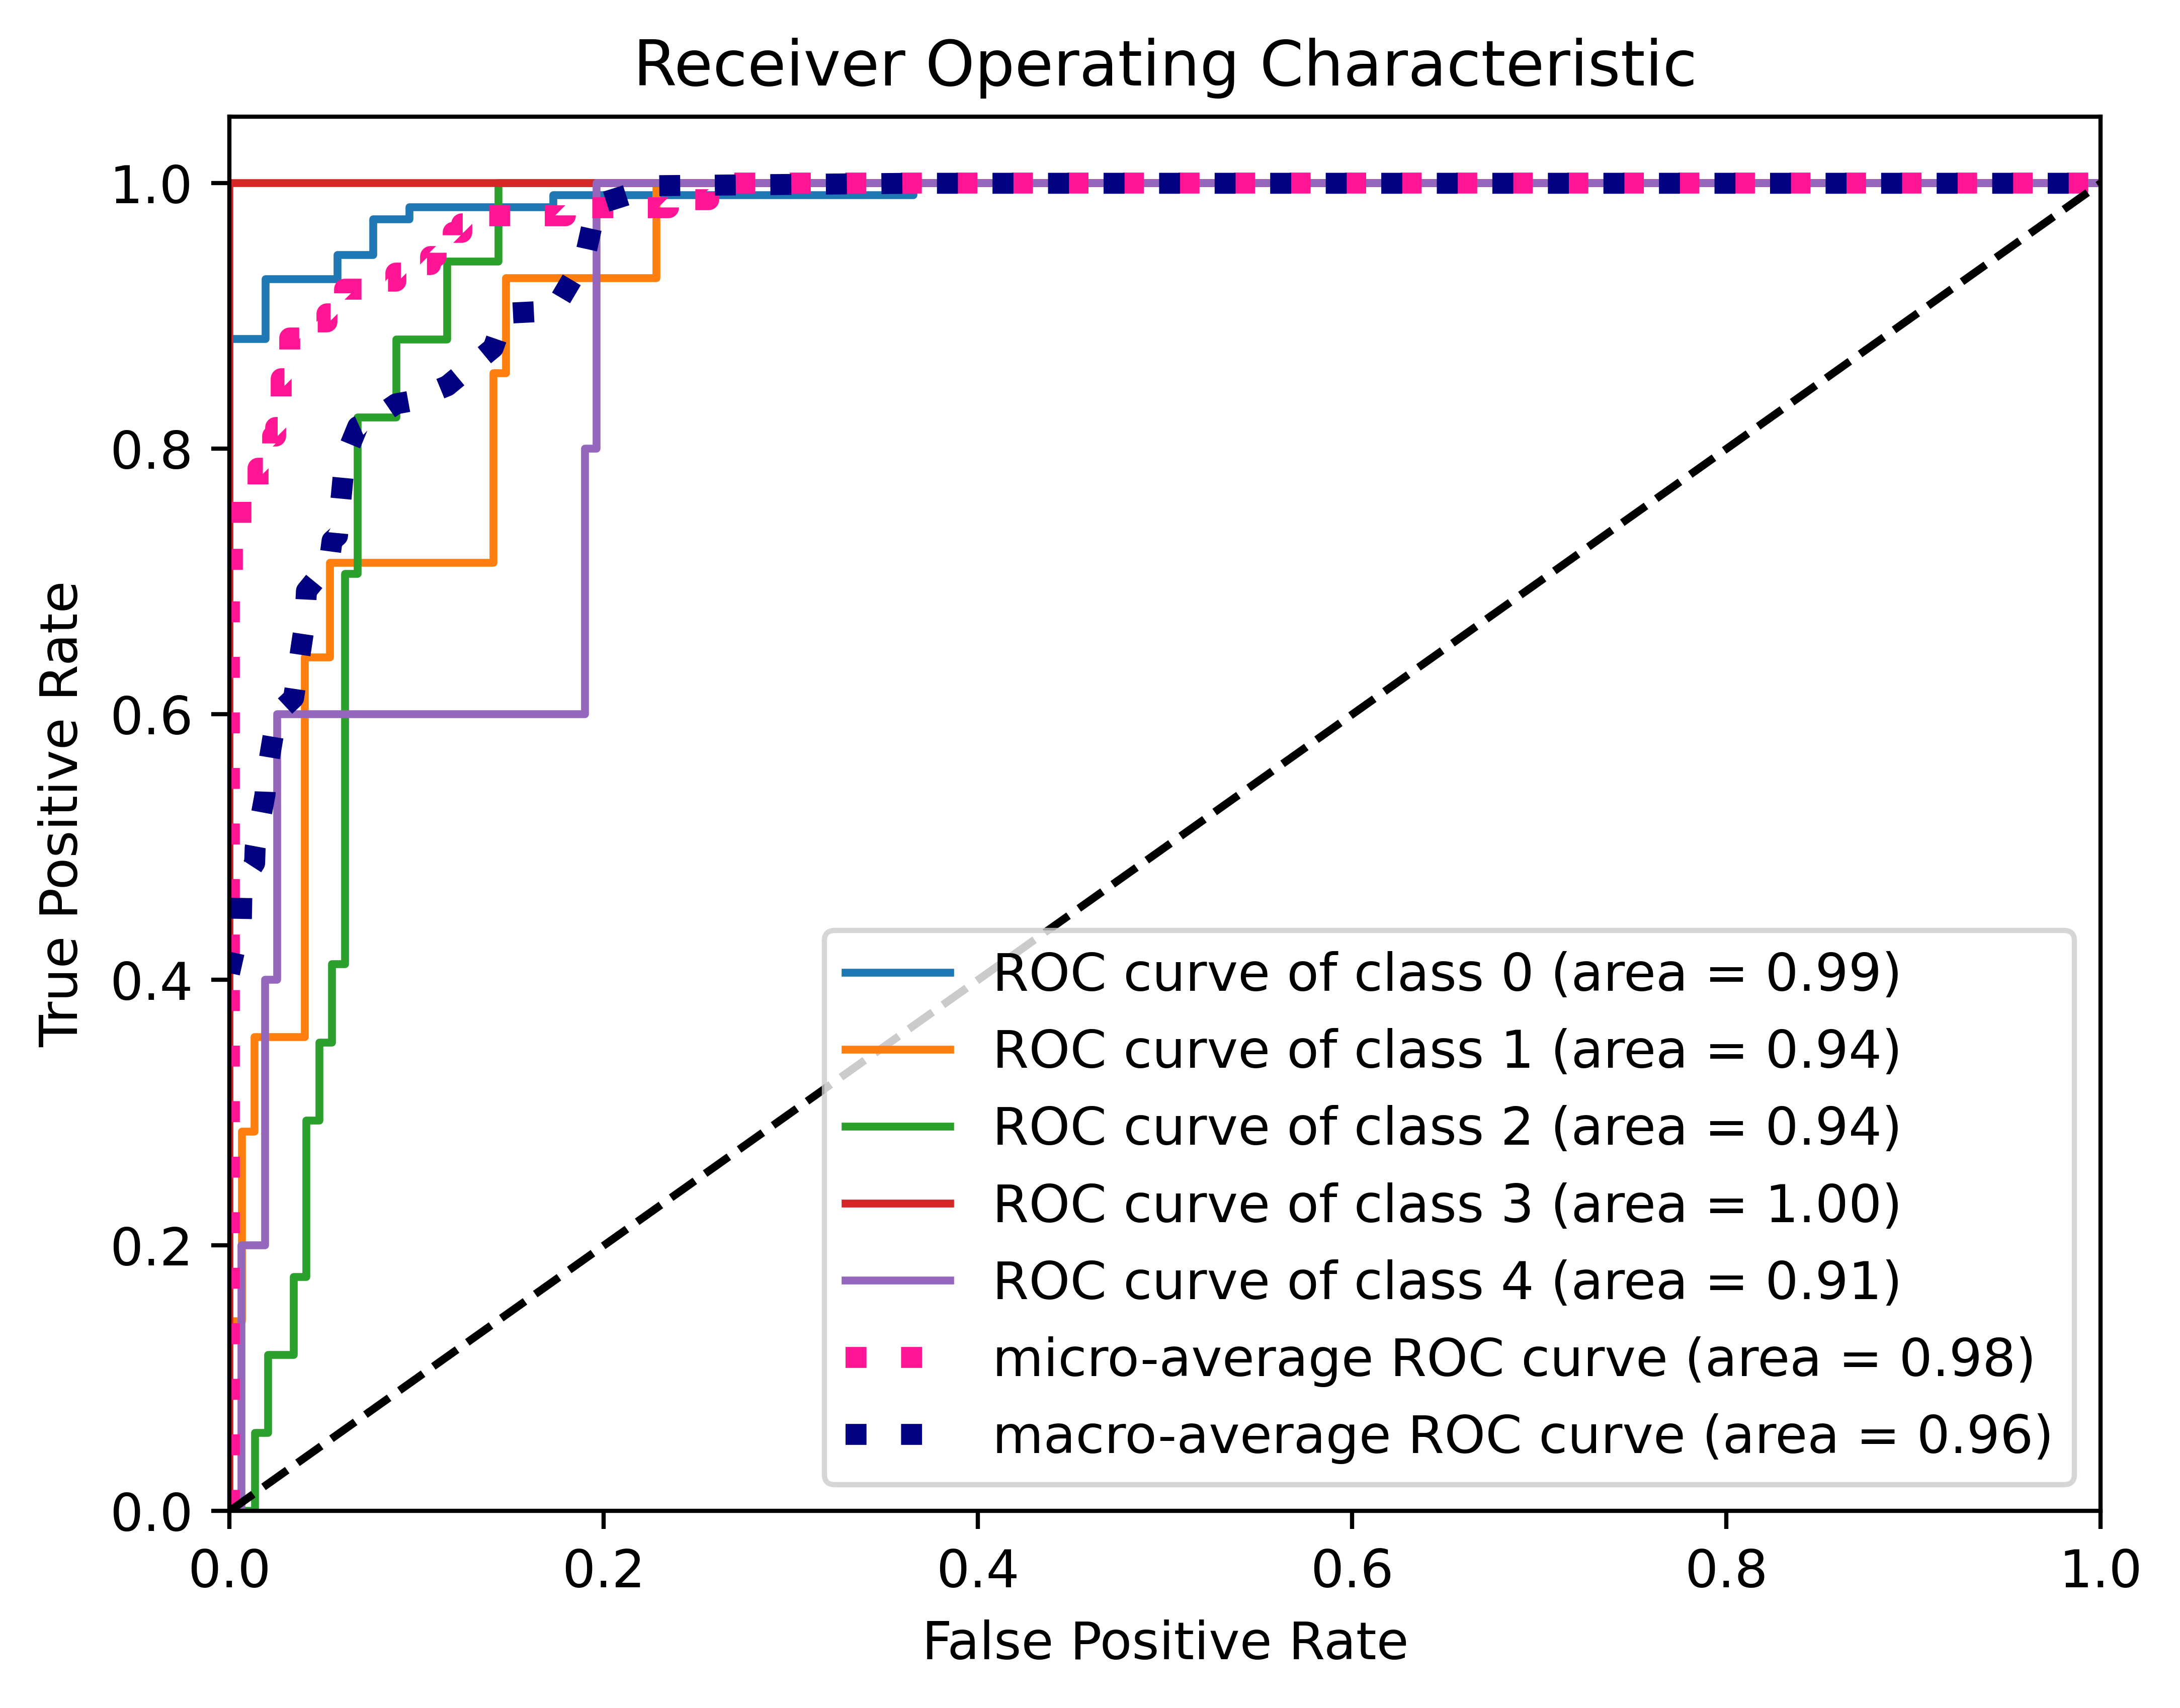 Receiver Operating Characteristic
True Positive Rate
1.0
0.8
0.6
0.4
0.2
0.0
ROC curve of class 0 (area = 0.99)
ROC curve of class 1 (area = 0.94)
ROC curve of class 2 (area = 0.94)
ROC curve of class 3 (area = 1.00)
ROC curve of class 4 (area = 0.91)
micro-average ROC curve (area = 0.98)
macro-average ROC curve (area = 0.96)
0.0 0.2 0.4 0.6 0.8 1.0
False Positive Rate